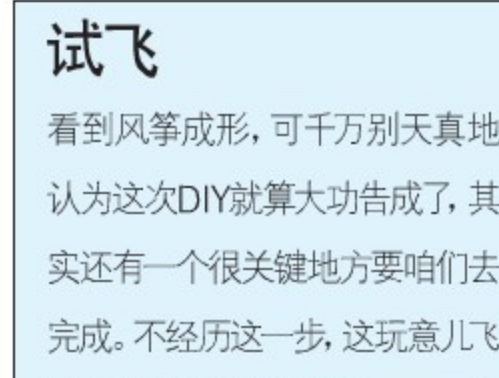 试飞
看到风筝成形，可千万别天真地
认为这次DIY就算大功告成了，其
实还有一个很关键地方要咱们去
完成。不经历这一步，这玩意儿飞